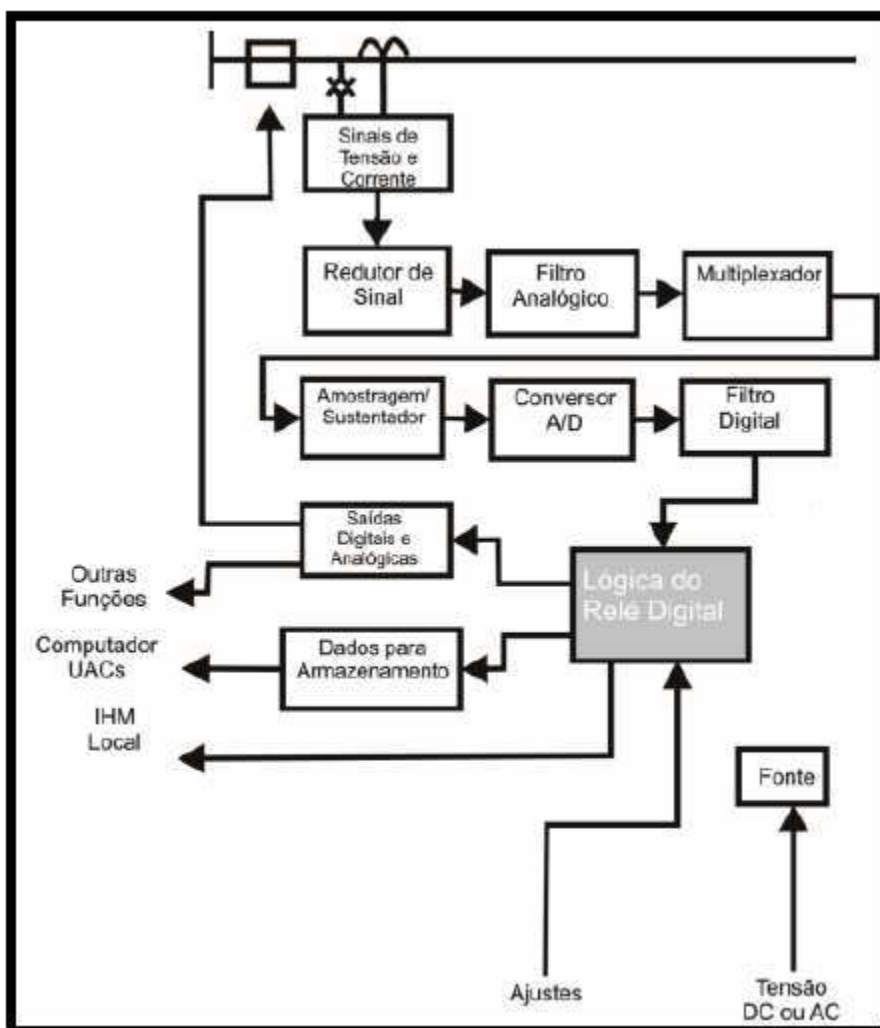 Sinais de
Tensão e
Corrente
Redutor de
Sinal
Filtro
Analógico
Multiplexador
Amostragem/
Sustentador
Conversor
A/D
Filtro
Digital
Saídas
Digitais e
Analógicas
Lógica do
Relé Digital
Outras
Funções
Dados para
Armazenamento
Computador
UACs
IHM
Local
Fonte
Ajustes
Tensão
DC ou AC